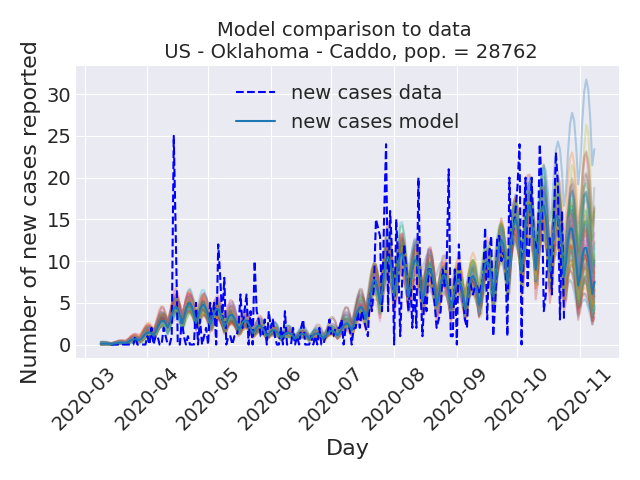 Model comparison to data
US - Oklahoma - Caddo, pop. = 28762
new cases data
new cases model
Number of new cases reported
30
25
20
15
10
5
0
2020-03
2020-04
2020-05
2020-06
2020-07
2020-08
2020-09
2020-10
2020-11
Day